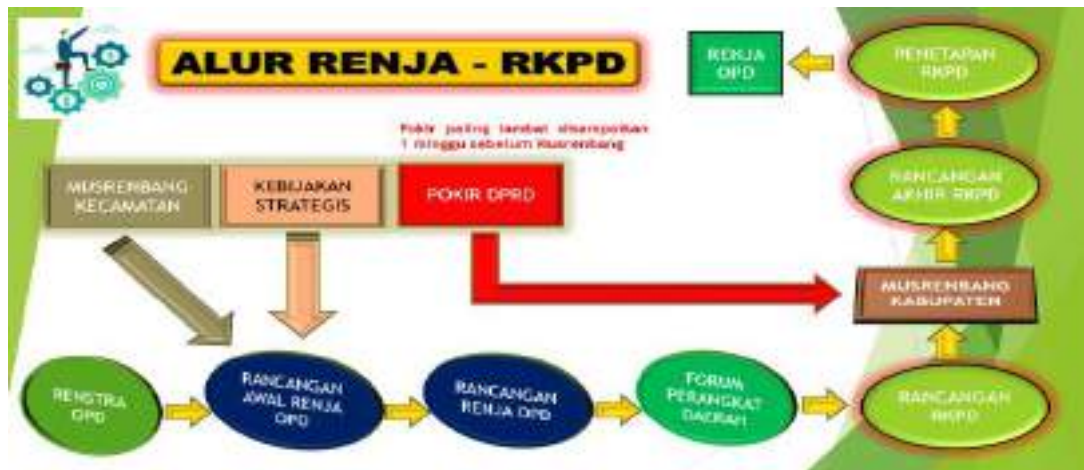 ALUR RENJA - RKPD
RENJA
OPD
PENETAPAN
RKPD
Pokir paling lambat disampaikan
1 minggu sebelum Musrenbang
MUSRENBANG
KECAMATAN
KEBIJAKAN
STRATEGIS
POKIR DPRD
RANCANGAN
AKHIR RKPD
MUSRENBANG
KABUPATEN
RENSTRA
OPD
RANCANGAN
AWAL RENJA
OPD
RANCANGAN
RENJA OPD
FORUM
PERANGKAT
DAERAH
RANCANGAN
RKPD